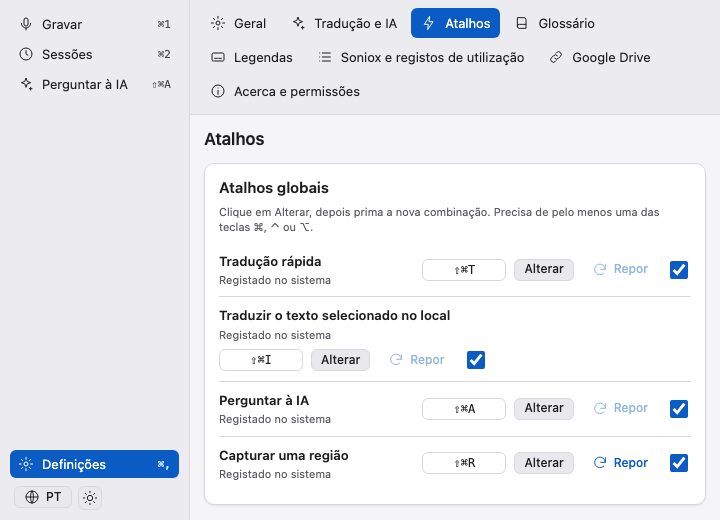 Gravar ⌘1
Sessões ⌘2
Perguntar à IA ⇧⌘A
Geral Tradução e IA Atalhos Glossário
Legendas Soniox e registos de utilização Google Drive
Acerca e permissões
Atalhos
Atalhos globais
Clique em Alterar, depois prima a nova combinação. Precisa de pelo menos uma das
teclas ⌘, ^ ou ⌥.
Tradução rápida
Registado no sistema
⇧⌘T Alterar Repor
Traduzir o texto selecionado no local
Registado no sistema
⇧⌘I Alterar Repor
Perguntar à IA
Registado no sistema
⇧⌘A Alterar Repor
Capturar uma região
Registado no sistema
⇧⌘R Alterar Repor
Definições ⌘,
PT